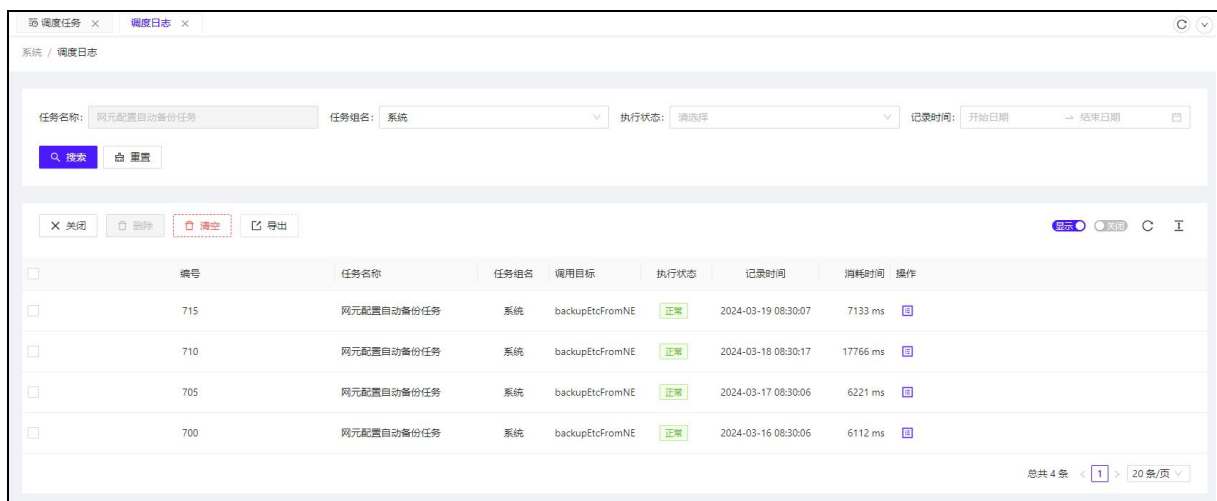 调度任务 调度日志
系统 / 调度日志
任务名称: 网元配置自动备份任务 任务组名: 系统 执行状态: 请选择 记录时间: 开始日期 → 结束日期
搜索 重置
关闭 删除 清空 导出 显示 关闭
编号 任务名称 任务组名 调用目标 执行状态 记录时间 消耗时间 操作
715 网元配置自动备份任务 系统 backupEtcFromNE 正常 2024-03-19 08:30:07 7133 ms
710 网元配置自动备份任务 系统 backupEtcFromNE 正常 2024-03-18 08:30:17 17766 ms
705 网元配置自动备份任务 系统 backupEtcFromNE 正常 2024-03-17 08:30:06 6221 ms
700 网元配置自动备份任务 系统 backupEtcFromNE 正常 2024-03-16 08:30:06 6112 ms
总共 4 条 < 1 > 20 条/页